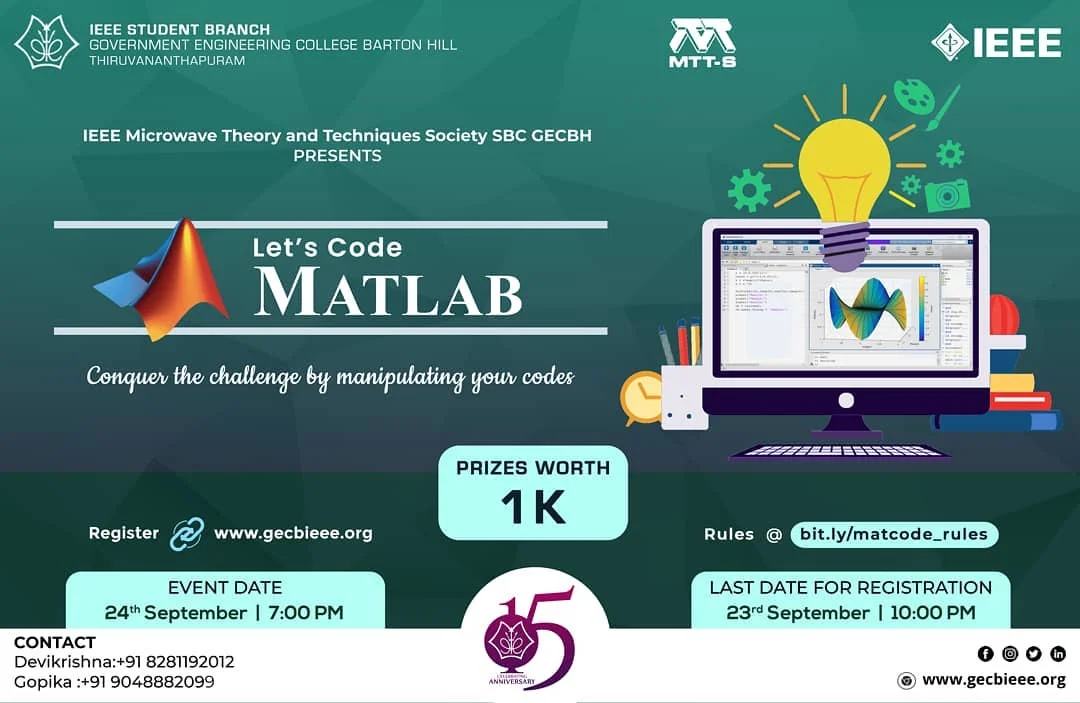 IEEE STUDENT BRANCH
GOVERNMENT ENGINEERING COLLEGE BARTON HILL
THIRUVANANTHAPURAM
MTT-S
IEEE
IEEE Microwave Theory and Techniques Society SBC GECBH
PRESENTS
Let's Code
MATLAB
Conquer the challenge by manipulating your codes
PRIZES WORTH
1K
Register www.gecbieee.org
Rules @ bit.ly/matcode_rules
EVENT DATE
24th September | 7:00 PM
LAST DATE FOR REGISTRATION
23rd September | 10:00 PM
15
CELEBRATING
ANNIVERSARY
CONTACT
Devikrishna:+91 8281192012
Gopika :+91 9048882099
www.gecbieee.org